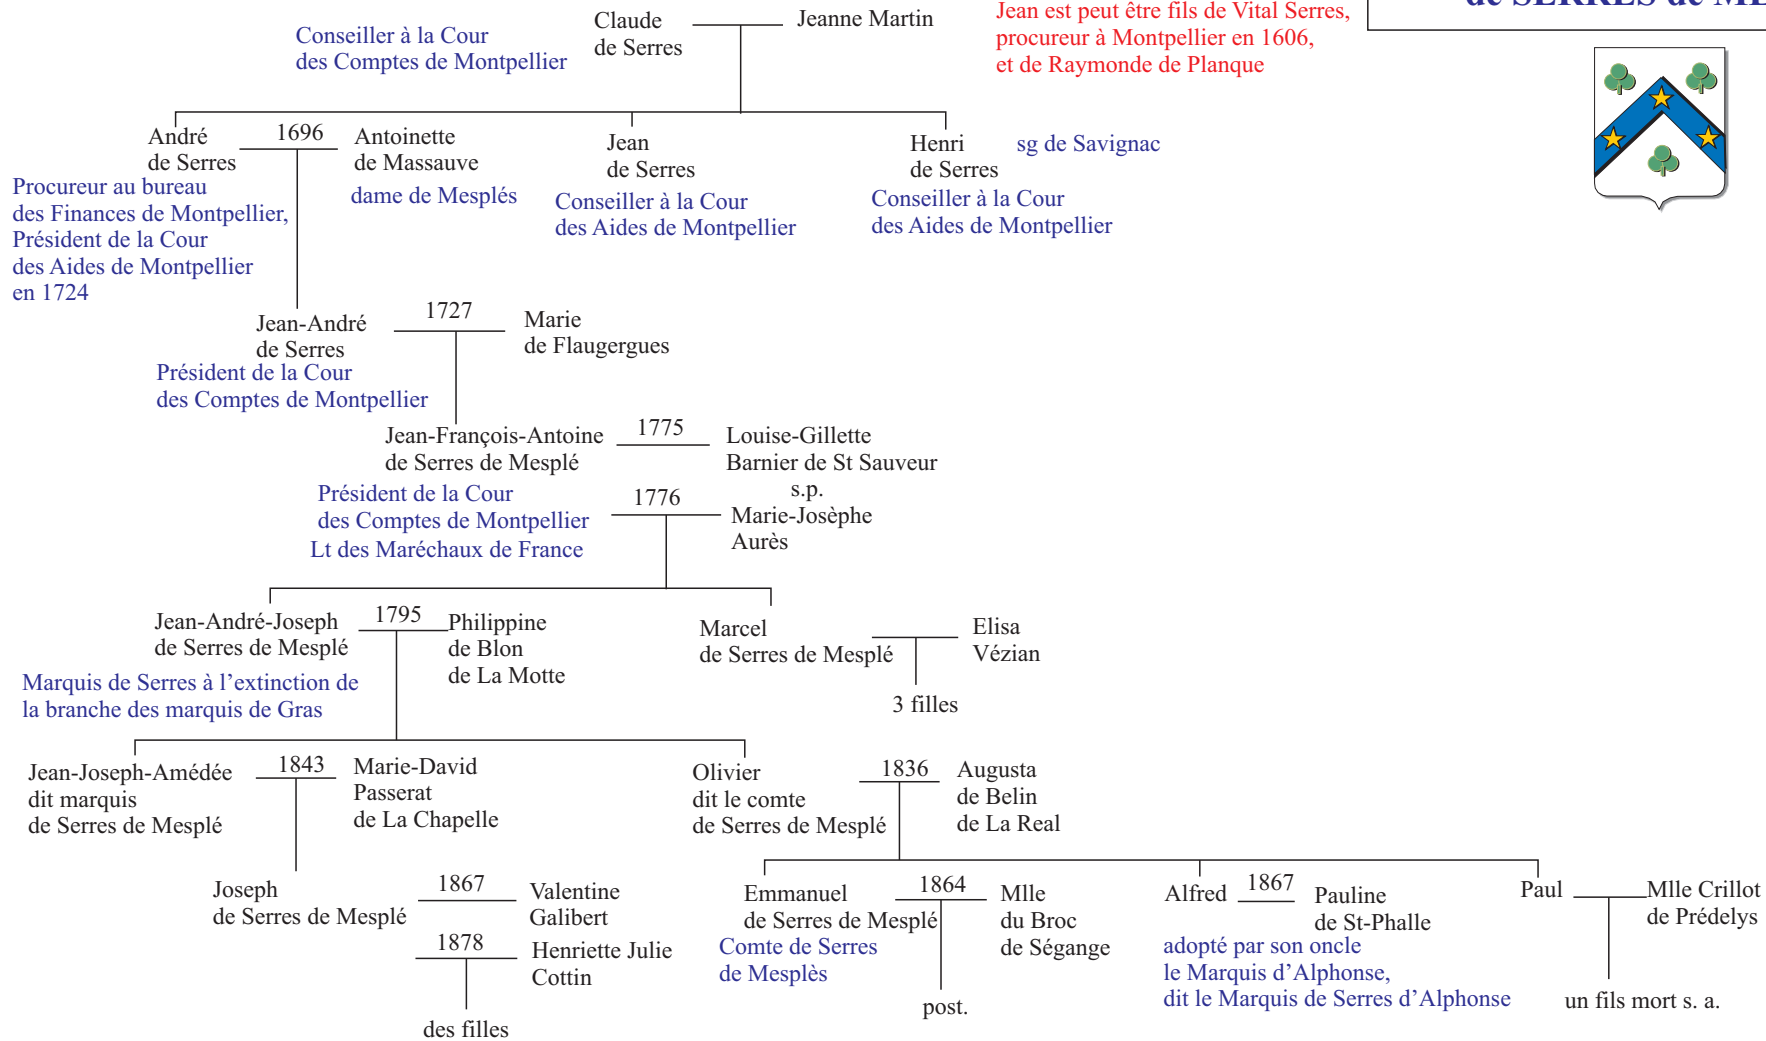 Claude
de Serres
Jeanne Martin
Conseiller à la Cour
des Comptes de Montpellier
Jean est peut être fils de Vital Serres,
procureur à Montpellier en 1606,
et de Raymonde de Planque
de SERRES de
André
de Serres
1696
Antoinette
de Massauve
dame de Mesplés
Procureur au bureau
des Finances de Montpellier,
Président de la Cour
des Aides de Montpellier
en 1724
Jean
de Serres
Conseiller à la Cour
des Aides de Montpellier
Henri
de Serres
sg de Savignac
Conseiller à la Cour
des Aides de Montpellier
Jean-André
de Serres
1727
Marie
de Flaugergues
Président de la Cour
des Comptes de Montpellier
Jean-François-Antoine
de Serres de Mesplé
1775
Louise-Gillette
Barnier de St Sauveur
s.p.
Président de la Cour
des Comptes de Montpellier
Lt des Maréchaux de France
1776
Marie-Josèphe
Aurès
Jean-André-Joseph
de Serres de Mesplé
1795
Philippine
de Blon
de La Motte
Marquis de Serres à l’extinction de
la branche des marquis de Gras
Marcel
de Serres de Mesplé
Elisa
Vézian
3 filles
Jean-Joseph-Amédée
dit marquis
de Serres de Mesplé
1843
Marie-David
Passerat
de La Chapelle
Olivier
dit le comte
de Serres de Mesplé
1836
Augusta
de Belin
de La Real
Joseph
de Serres de Mesplé
1867
Valentine
Galibert
1878
Henriette Julie
Cottin
des filles
Emmanuel
de Serres de Mesplé
Comte de Serres
de Mesplès
1864
Mlle
du Broc
de Ségange
post.
Alfred
1867
Pauline
de St-Phalle
adopté par son oncle
le Marquis d’Alphonse,
dit le Marquis de Serres d’Alphonse
Paul
Mlle Crillot
de Prédelys
un fils mort s. a.